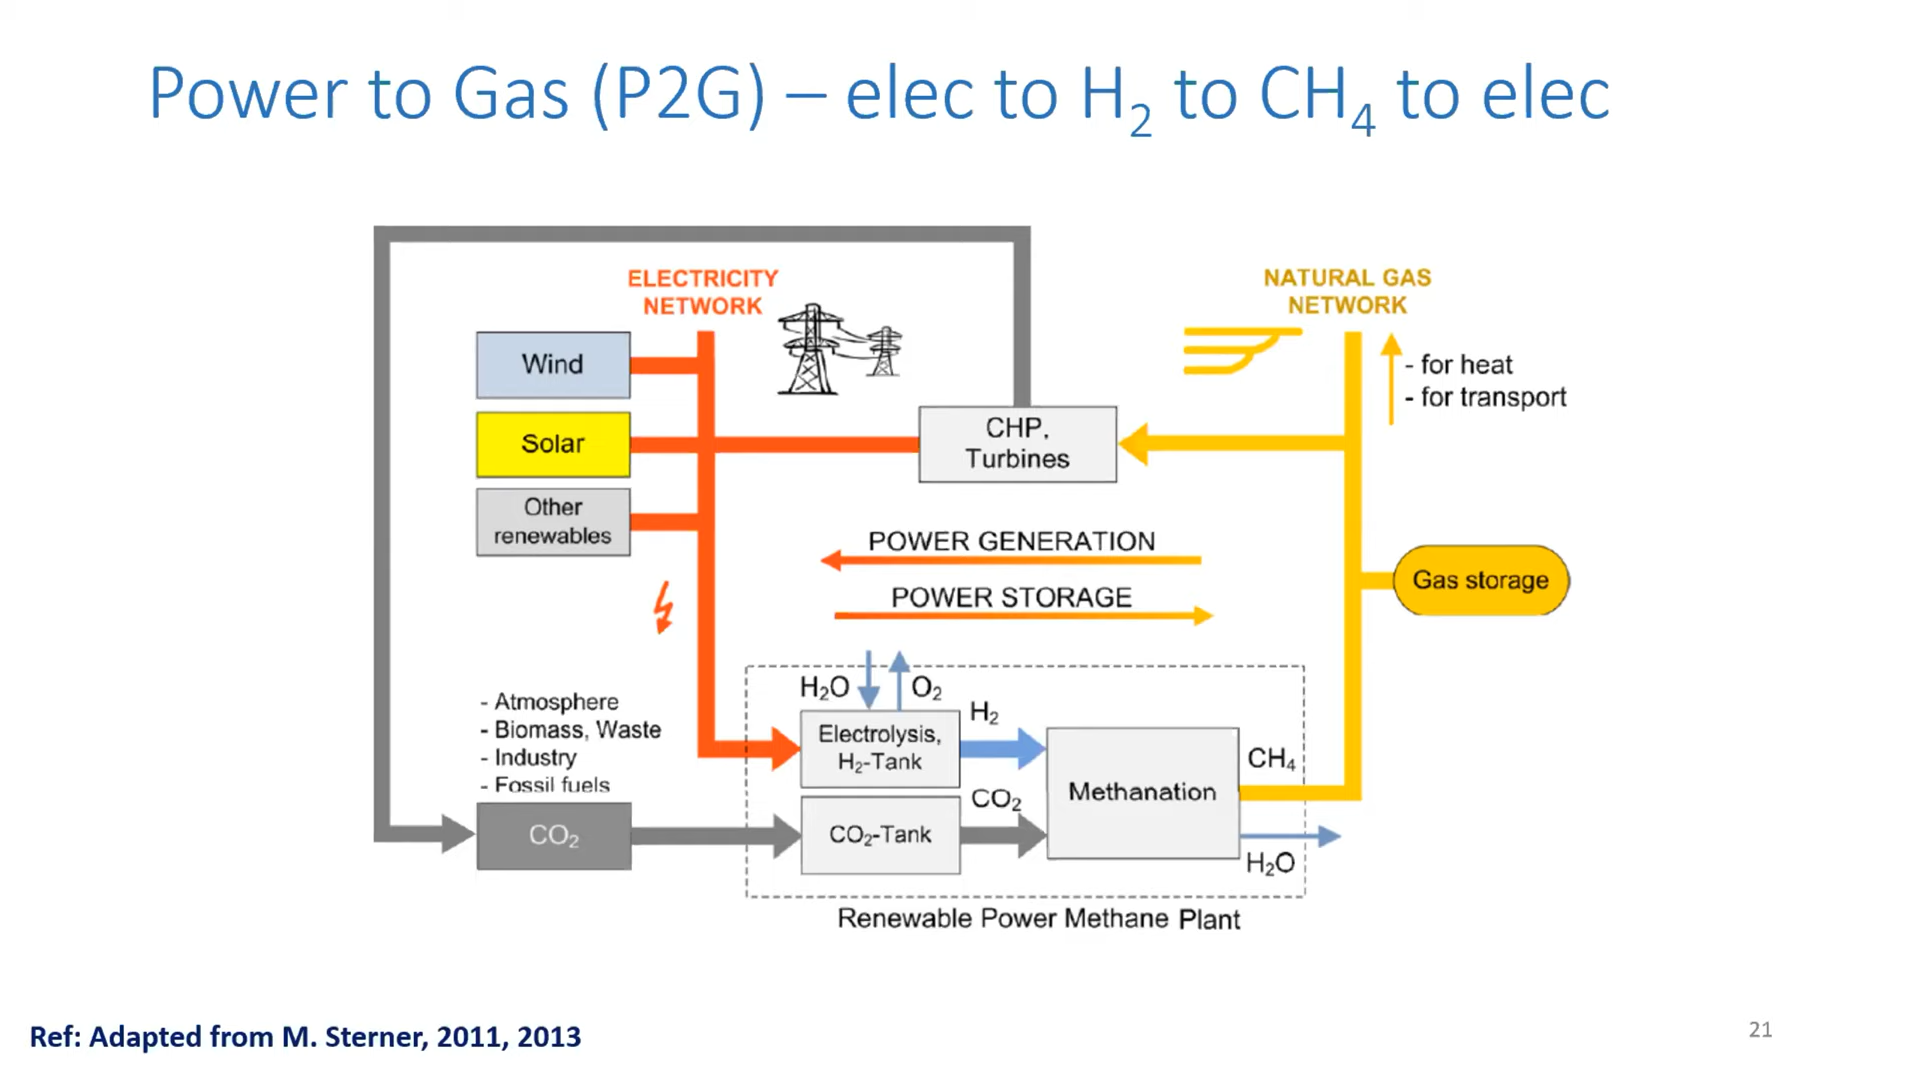 Power to Gas (P2G) – elec to H₂ to CH₄ to elec
ELECTRICITY
NETWORK
NATURAL GAS
NETWORK
Wind
- for heat
- for transport
Solar
CHP,
Turbines
Other
renewables
POWER GENERATION
POWER STORAGE
Gas storage
H₂O
O₂
- Atmosphere
- Biomass, Waste
- Industry
- Fossil fuels
Electrolysis,
H₂-Tank
H₂
Methanation
CH₄
CO₂
CO₂-Tank
CO₂
H₂O
Renewable Power Methane Plant
Ref: Adapted from M. Sterner, 2011, 2013
21